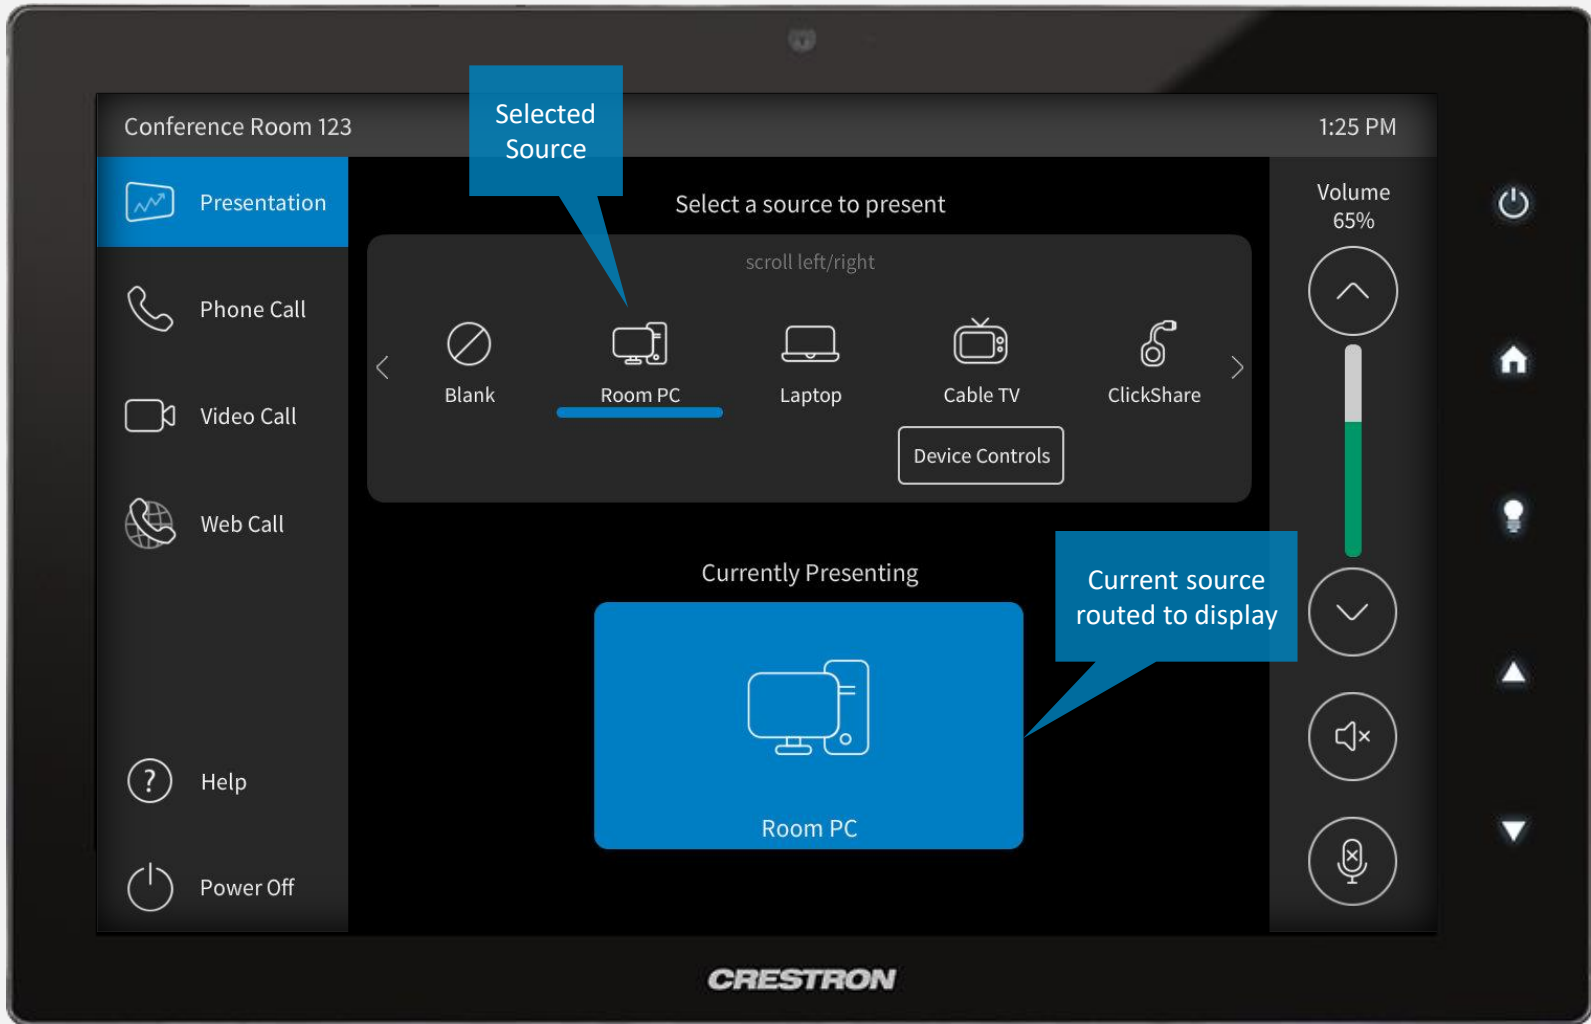 Conference Room 123
Selected
Source
1:25 PM
Presentation
Phone Call
Video Call
Web Call
Help
Power Off
Select a source to present
scroll left/right
Blank
Room PC
Laptop
Cable TV
ClickShare
Device Controls
Currently Presenting
Current source
routed to display
Room PC
Volume
65%
CRESTRON